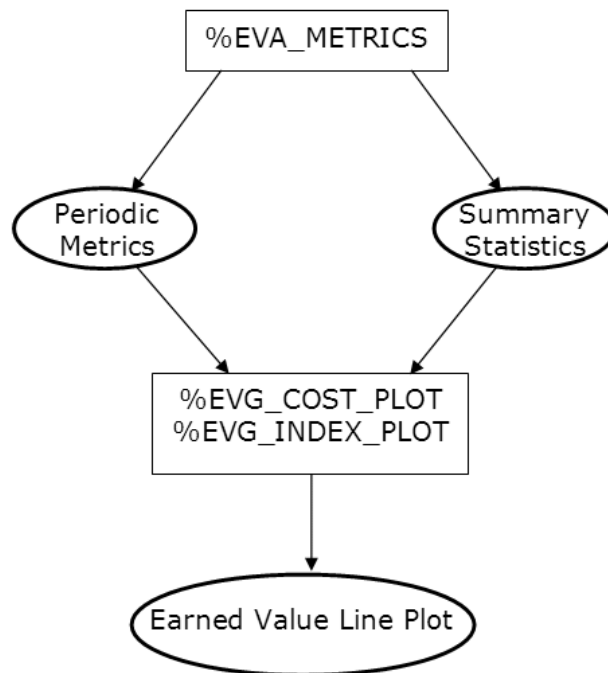 %EVA_METRICS
Periodic
Metrics
Summary
Statistics
%EVG_COST_PLOT
%EVG_INDEX_PLOT
Earned Value Line Plot